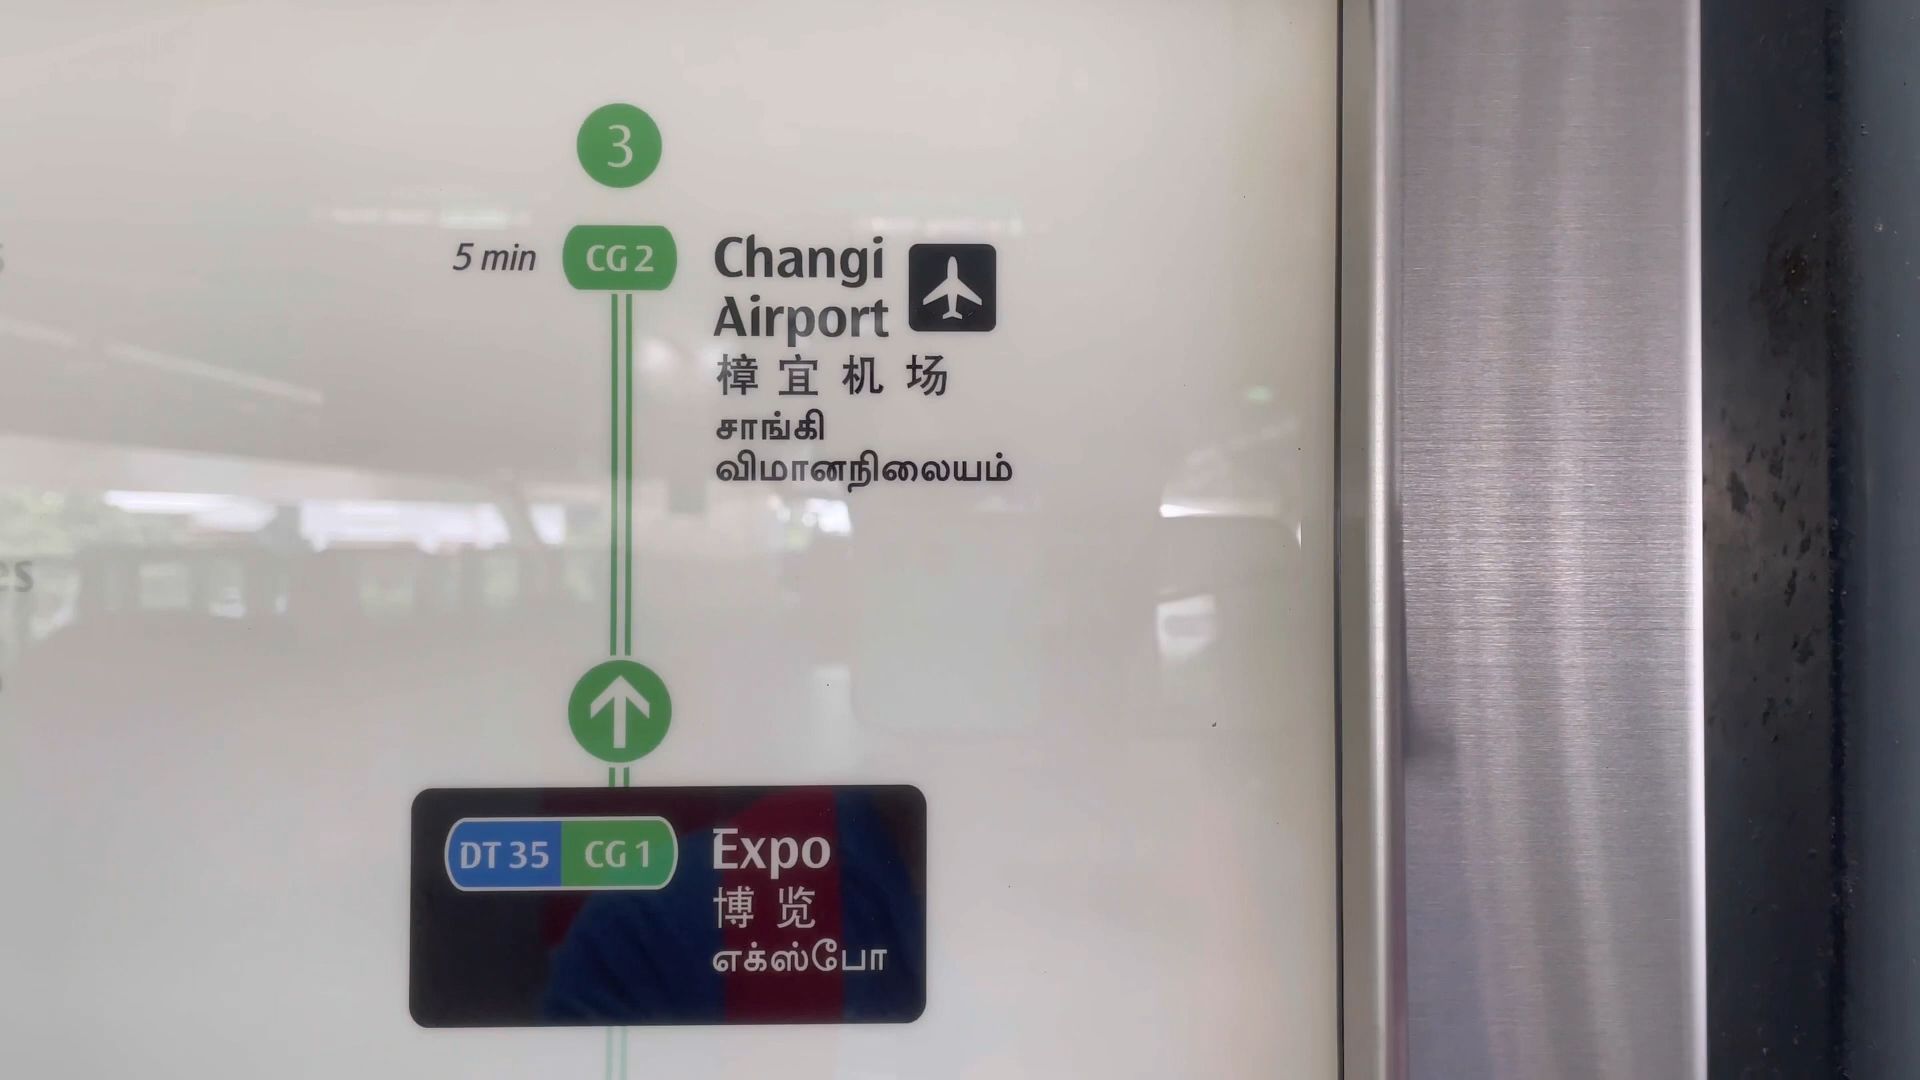 3
5 min CG 2 Changi
Airport
樟宜机场
சாங்கி
விமானநிலையம்
DT 35 CG 1 Expo
博览
எக்ஸ்போ